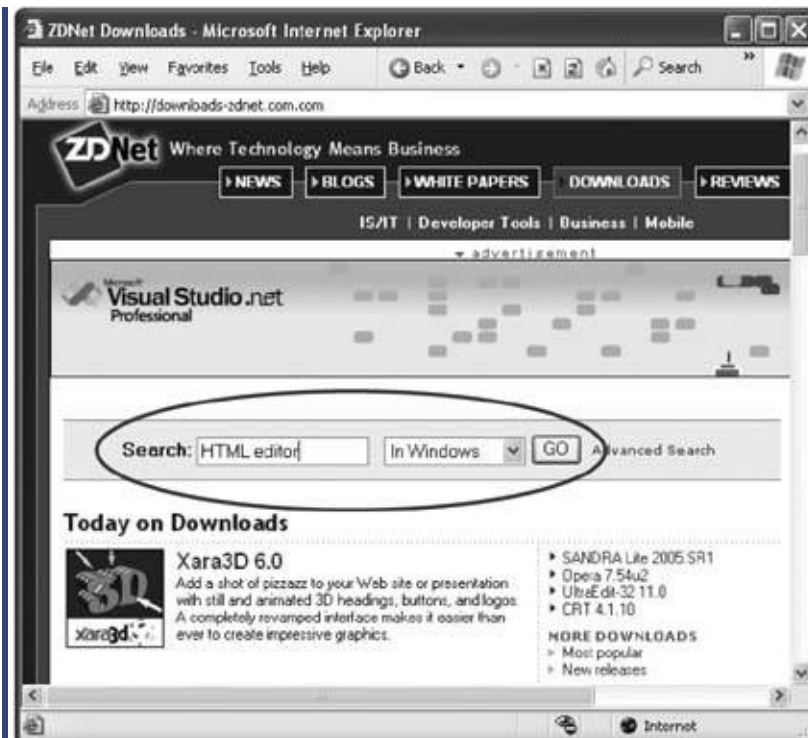 ZDNet Downloads - Microsoft Internet Explorer
File Edit View Favorites Tools Help Back Search »
Address http://downloads-zdnet.com.com
ZDNet Where Technology Means Business
NEWS BLOGS WHITE PAPERS DOWNLOADS REVIEWS
IS/IT | Developer Tools | Business | Mobile
advertisement
Microsoft
Visual Studio .net
Professional
Search: HTML editor In Windows GO Advanced Search
Today on Downloads
3D
xara3d
Xara3D 6.0
Add a shot of pizzazz to your Web site or presentation
with still and animated 3D headings, buttons, and logos.
A completely revamped interface makes it easier than
ever to create impressive graphics.
SANDRA Lite 2005.SR1
Opera 7.54u2
UltraEdit-32 11.0
CRT 4.1.10
MORE DOWNLOADS
Most popular
New releases
Internet